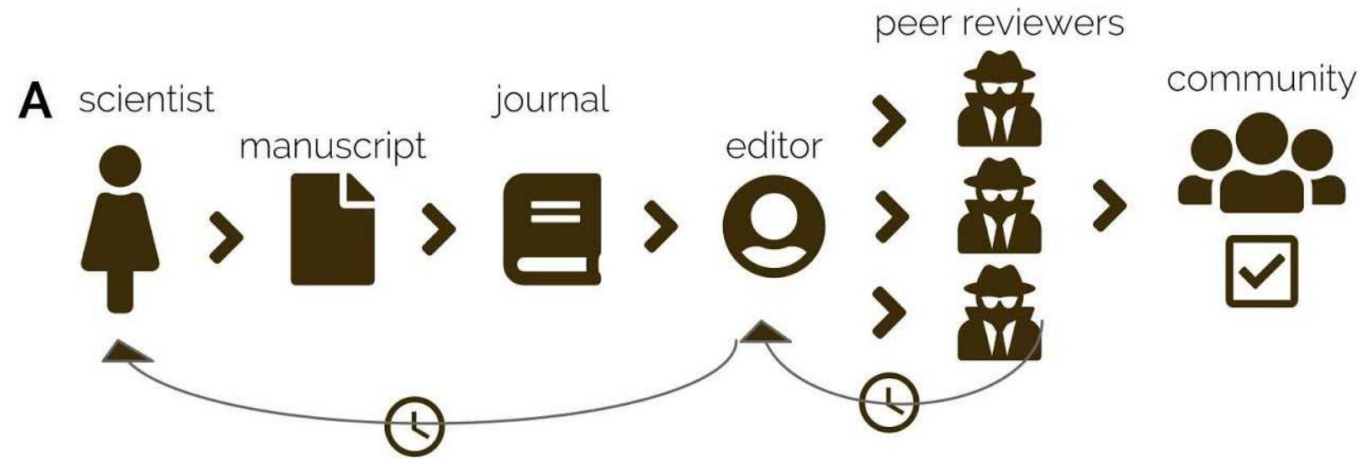 A
scientist
manuscript
journal
editor
peer reviewers
community